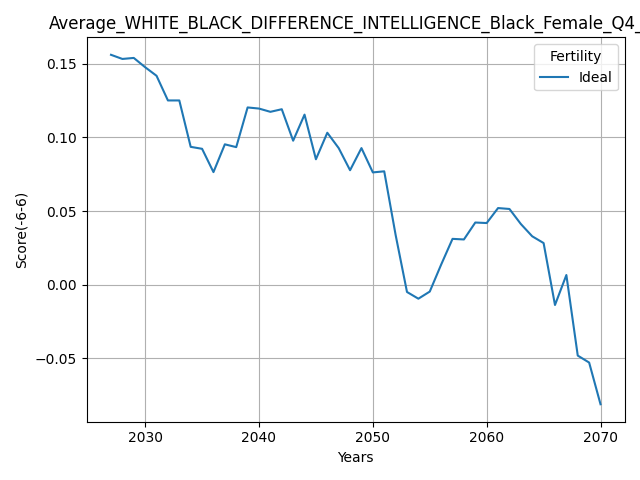 Average_WHITE_BLACK_DIFFERENCE_INTELLIGENCE_Black_Female_Q4_
Fertility
Ideal
0.15
0.10
0.05
0.00
−0.05
Score(-6-6)
2030 2040 2050 2060 2070
Years